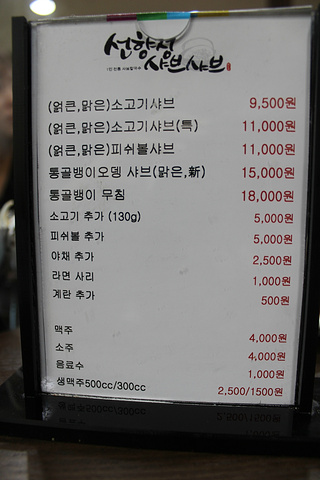 선향성
샤브샤브
(얽큰,맑은)소고기샤브 9,500원
(얽큰,맑은)소고기샤브(특) 11,000원
(얽큰,맑은)피쉬볼샤브 11,000원
통골뱅이오뎅 샤브(맑은,新) 15,000원
통골뱅이 무침 18,000원
소고기 추가 (130g) 5,000원
피쉬볼 추가 5,000원
야채 추가 2,500원
라면 사리 1,000원
계란 추가 500원
맥주 4,000원
소주 4,000원
음료수 1,000원
생맥주500cc/300cc 2,500/1500원